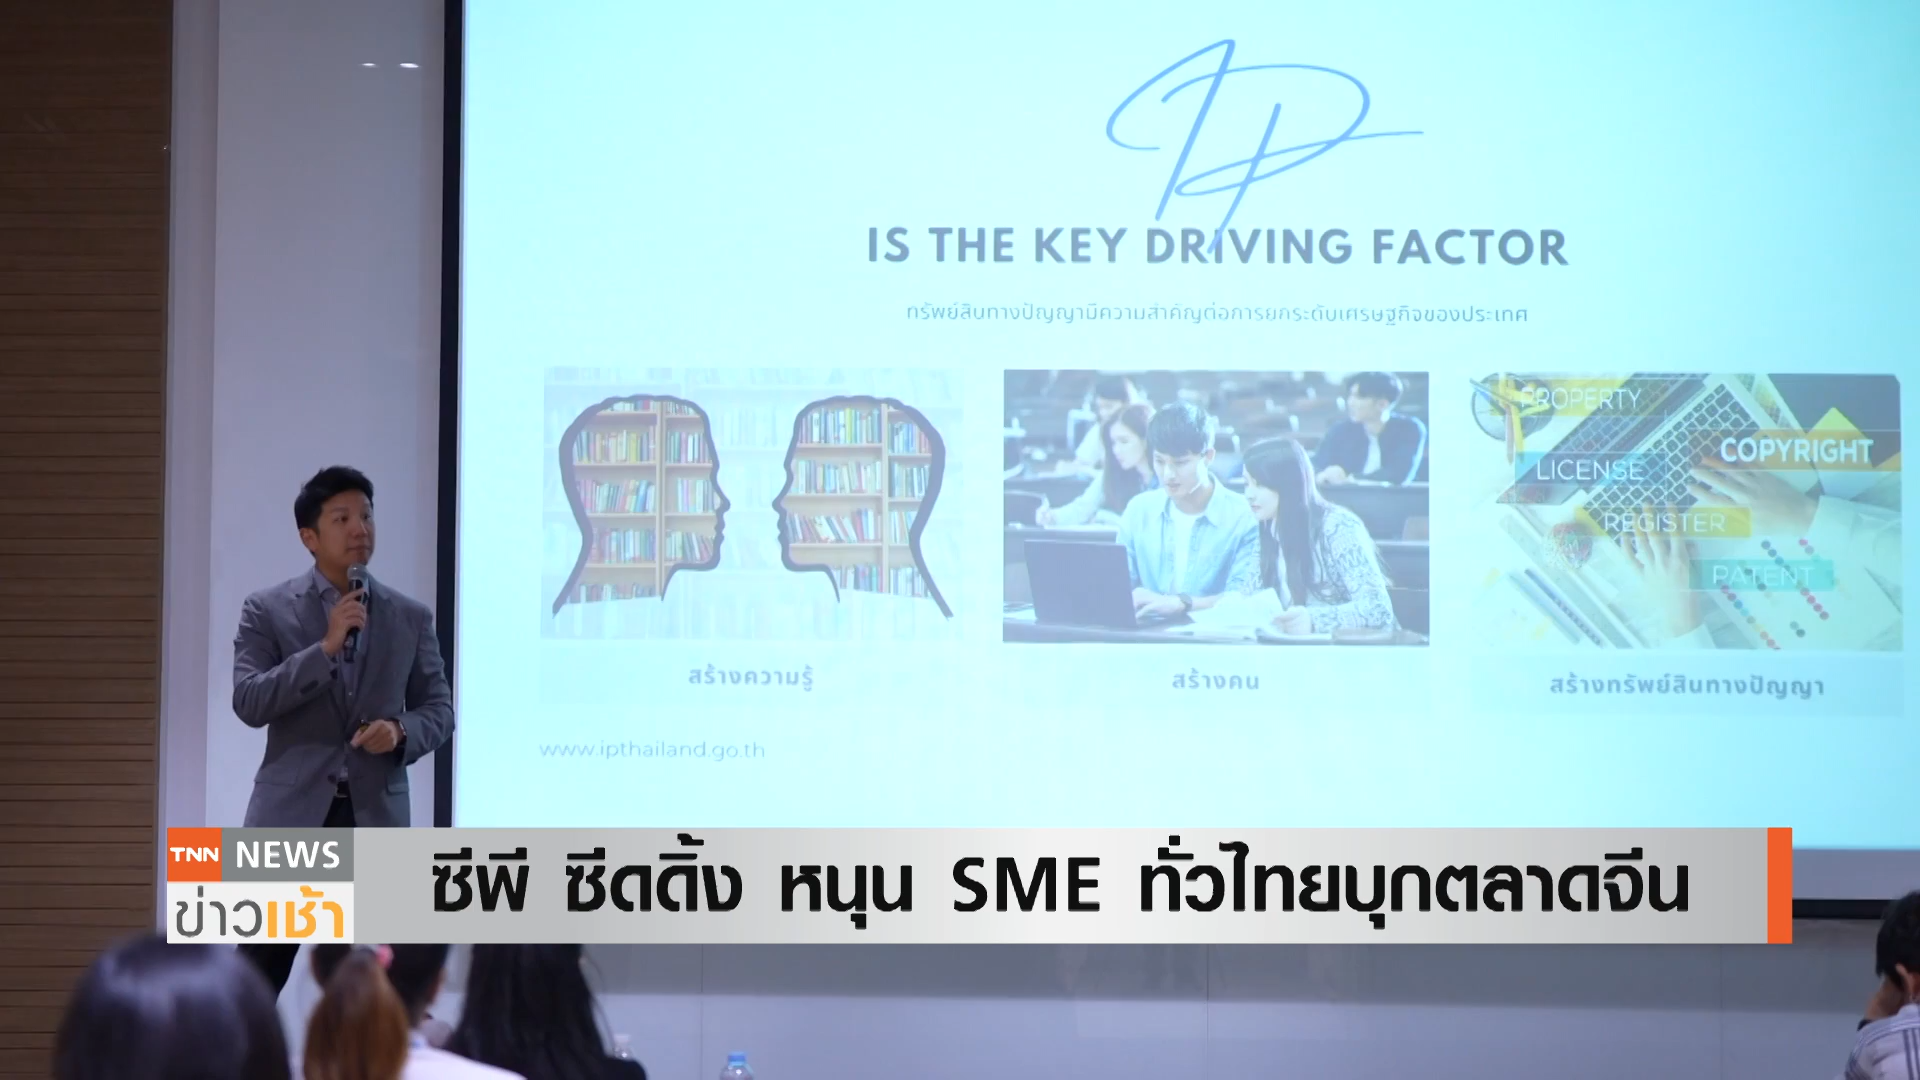 IP
IS THE KEY DRIVING FACTOR
ทรัพย์สินทางปัญญามีความสำคัญต่อการยกระดับเศรษฐกิจของประเทศ
PROPERTY
COPYRIGHT
LICENSE
REGISTER
PATENT
สร้างความรู้
สร้างคน
สร้างทรัพย์สินทางปัญญา
www.ipthailand.go.th
TNN NEWS
ข่าวเช้า
ซีพี ซีดดิ้ง หนุน SME ทั่วไทยบุกตลาดจีน